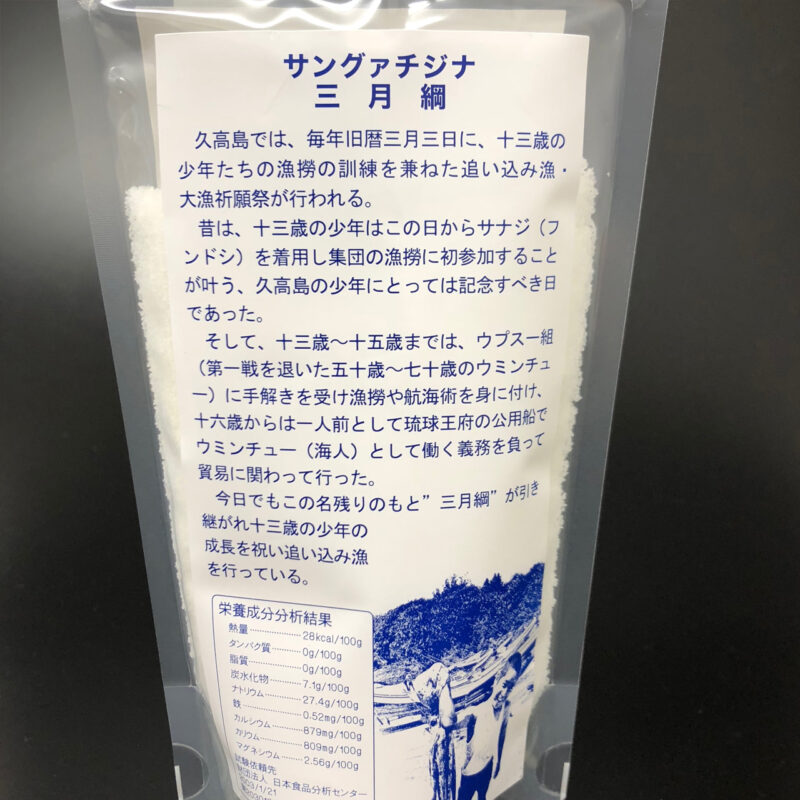 サングァチジナ
三月綱
久高島では、毎年旧暦三月三日に、十三歳の
少年たちの漁撈の訓練を兼ねた追い込み漁・
大漁祈願祭が行われる。
昔は、十三歳の少年はこの日からサナジ（フ
ンドシ）を着用し集団の漁撈に初参加すること
が叶う、久高島の少年にとっては記念すべき日
であった。
そして、十三歳〜十五歳までは、ウプスー組
（第一戦を退いた五十歳〜七十歳のウミンチュ
ー）に手解きを受け漁撈や航海術を身に付け、
十六歳からは一人前として琉球王府の公用船で
ウミンチュー（海人）として働く義務を負って
貿易に関わって行った。
今日でもこの名残りのもと”三月綱”が引き
継がれ十三歳の少年の
成長を祝い追い込み漁
を行っている。
栄養成分分析結果
熱量……………28kcal/100g
タンパク質………0g/100g
脂質……………0g/100g
炭水化物………7.1g/100g
ナトリウム………27.4g/100g
鉄……………0.52mg/100g
カルシウム………879mg/100g
カリウム………809mg/100g
マグネシウム……2.56g/100g
試験依頼先
財団法人 日本食品分析センター
2003/1/21